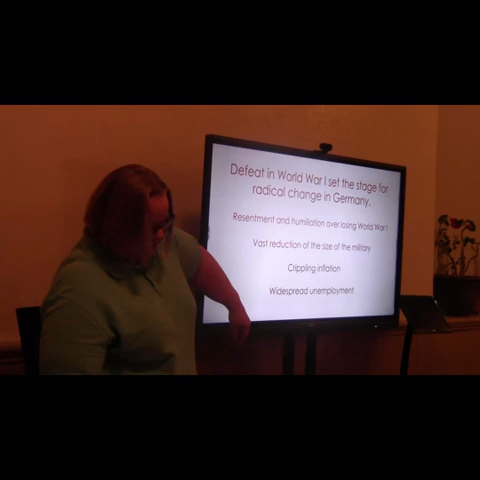 Defeat in World War I set the stage for
radical change in Germany.
Resentment and humiliation over losing World War I
Vast reduction of the size of the military
Crippling inflation
Widespread unemployment